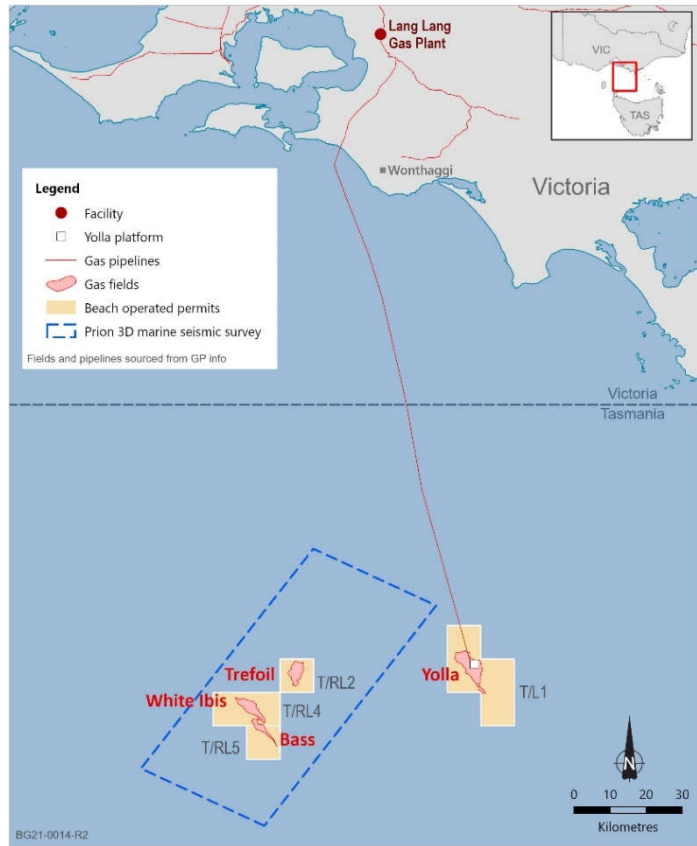 Lang Lang
Gas Plant
VIC
TAS
Wonthaggi
Victoria
Legend
Facility
Yolla platform
Gas pipelines
Gas fields
Beach operated permits
Prion 3D marine seismic survey
Fields and pipelines sourced from GP info
Victoria
Tasmania
Trefoil
T/RL2
Yolla
T/L1
White Ibis
T/RL4
T/RL5
Bass
N
0 10 20 30
Kilometres
BG21-0014-R2